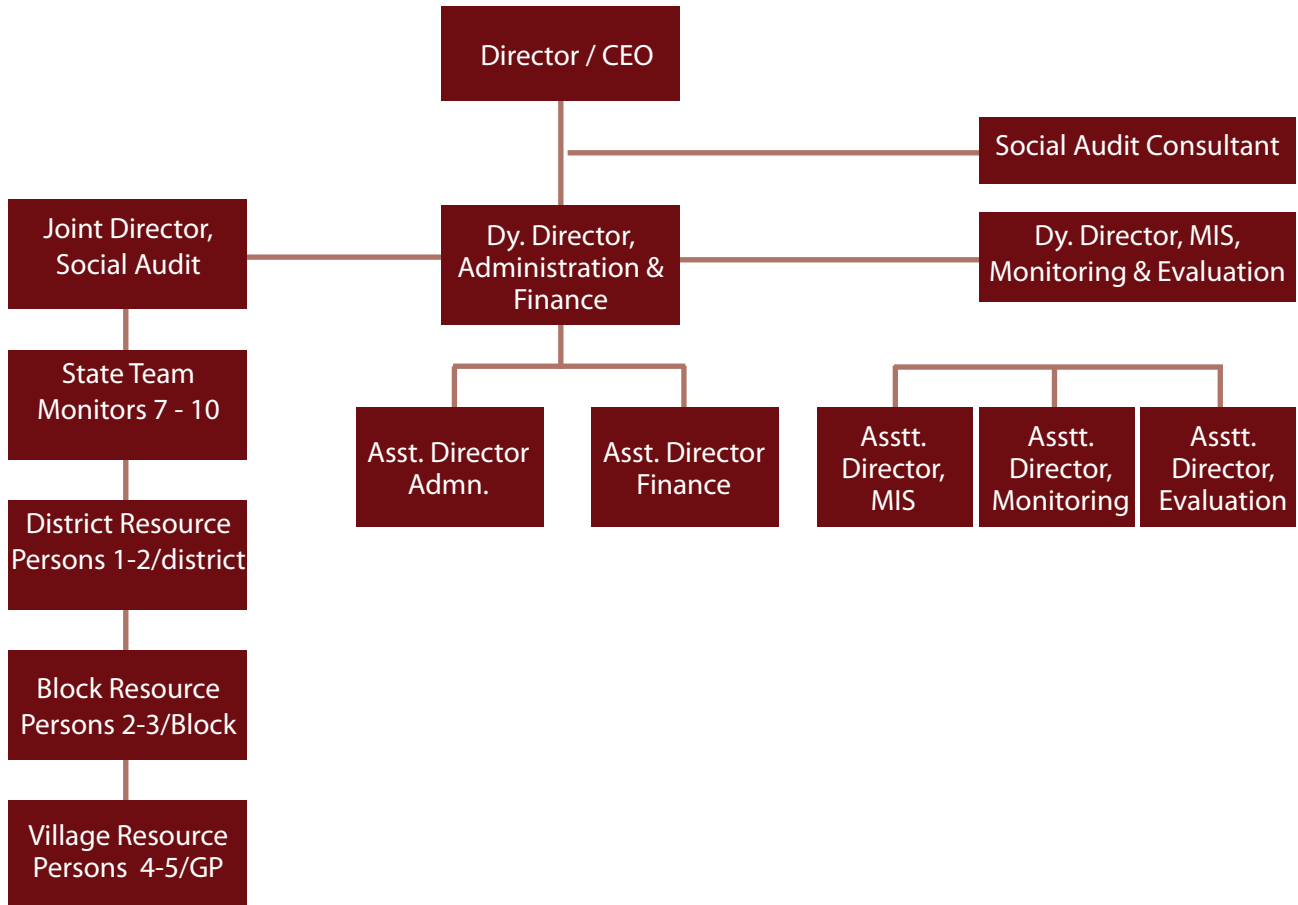 Director / CEO
Social Audit Consultant
Joint Director,
Social Audit
Dy. Director,
Administration &
Finance
Dy. Director, MIS,
Monitoring & Evaluation
State Team
Monitors 7 - 10
Asst. Director
Admn.
Asst. Director
Finance
Asstt.
Director,
MIS
Asstt.
Director,
Monitoring
Asstt.
Director,
Evaluation
District Resource
Persons 1-2/district
Block Resource
Persons 2-3/Block
Village Resource
Persons 4-5/GP